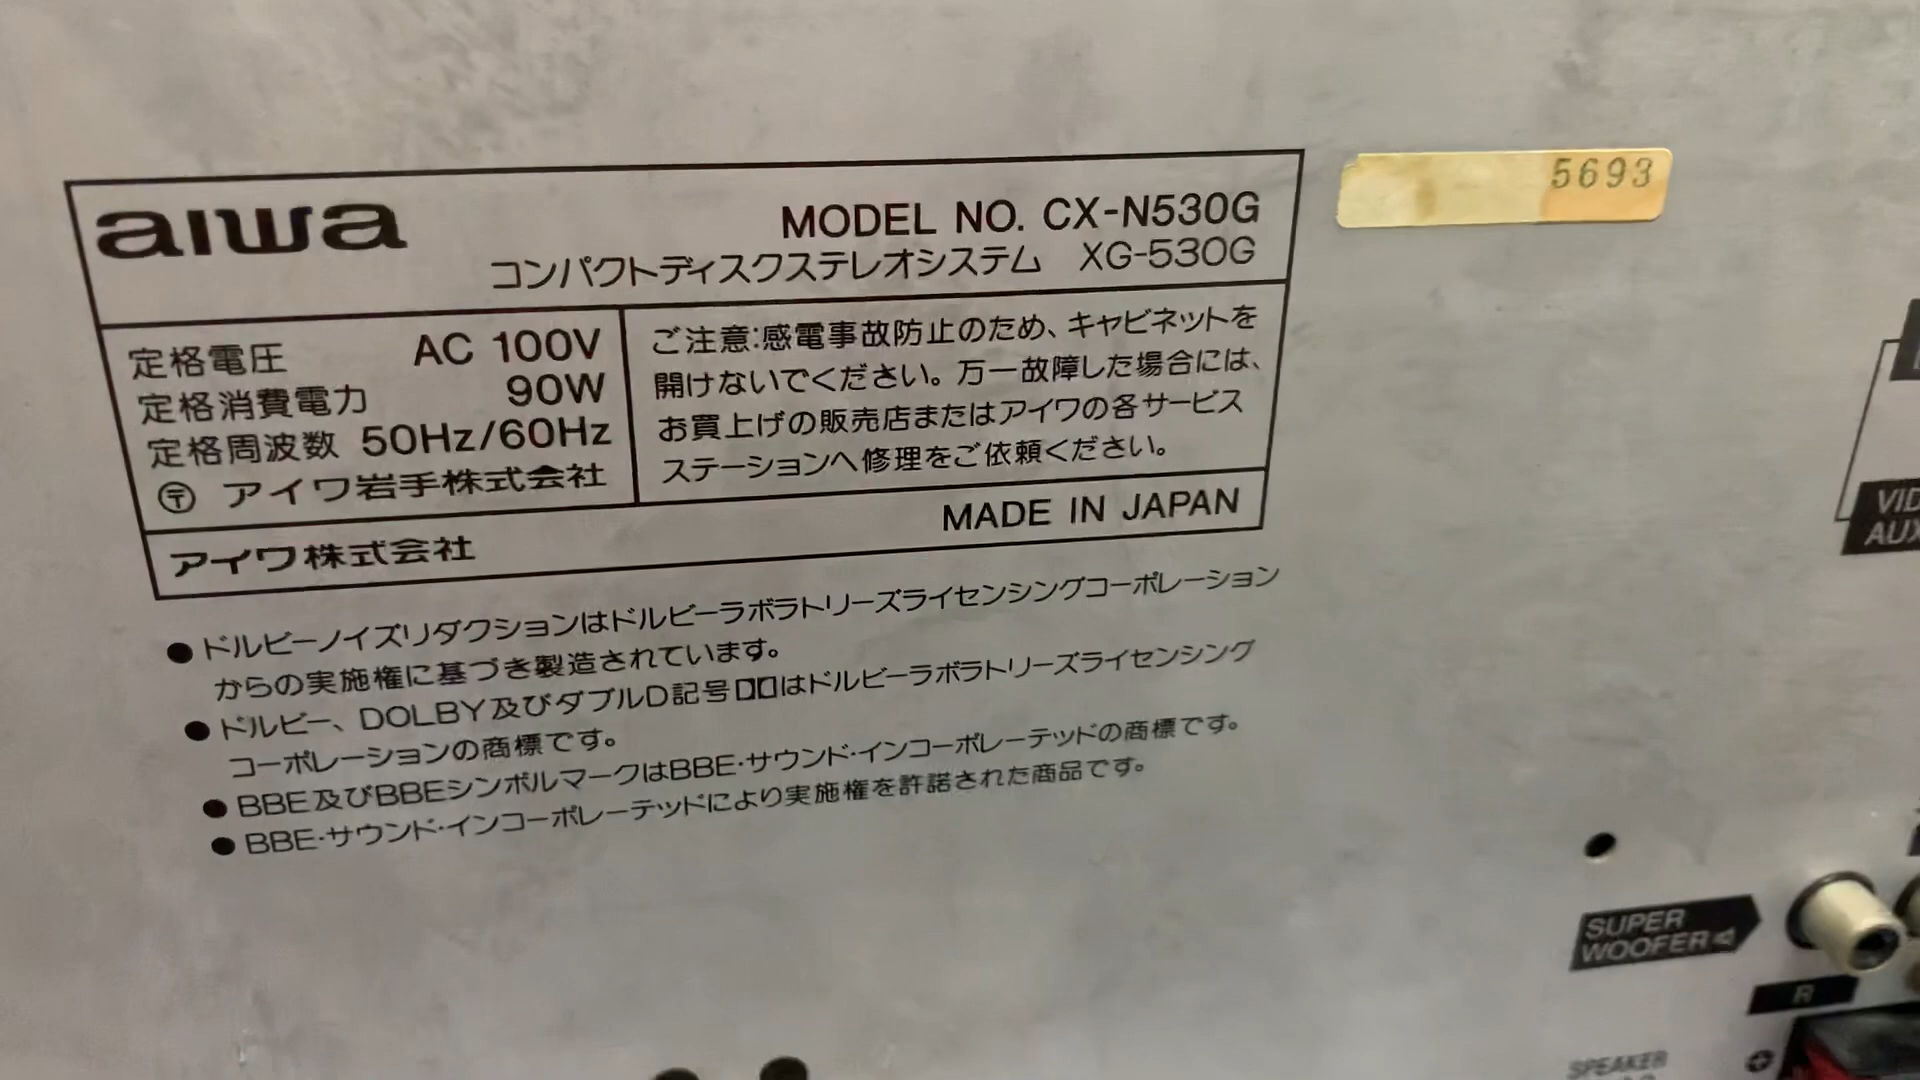 aiwa
MODEL NO. CX-N530G
コンパクトディスクステレオシステム XG-530G
定格電圧 AC 100V
定格消費電力 90W
定格周波数 50Hz/60Hz
〒 アイワ岩手株式会社
ご注意:感電事故防止のため、キャビネットを
開けないでください。万一故障した場合には、
お買上げの販売店またはアイワの各サービス
ステーションへ修理をご依頼ください。
アイワ株式会社
MADE IN JAPAN
5693
●ドルビーノイズリダクションはドルビーラボラトリーズライセンシングコーポレーション
からの実施権に基づき製造されています。
●ドルビー、DOLBY及びダブルD記号はドルビーラボラトリーズライセンシング
コーポレーションの商標です。
●BBE及びBBEシンボルマークはBBE・サウンド・インコーポレーテッドの商標です。
●BBE・サウンド・インコーポレーテッドにより実施権を許諾された商品です。
SUPER
WOOFER
R
SPEAKER